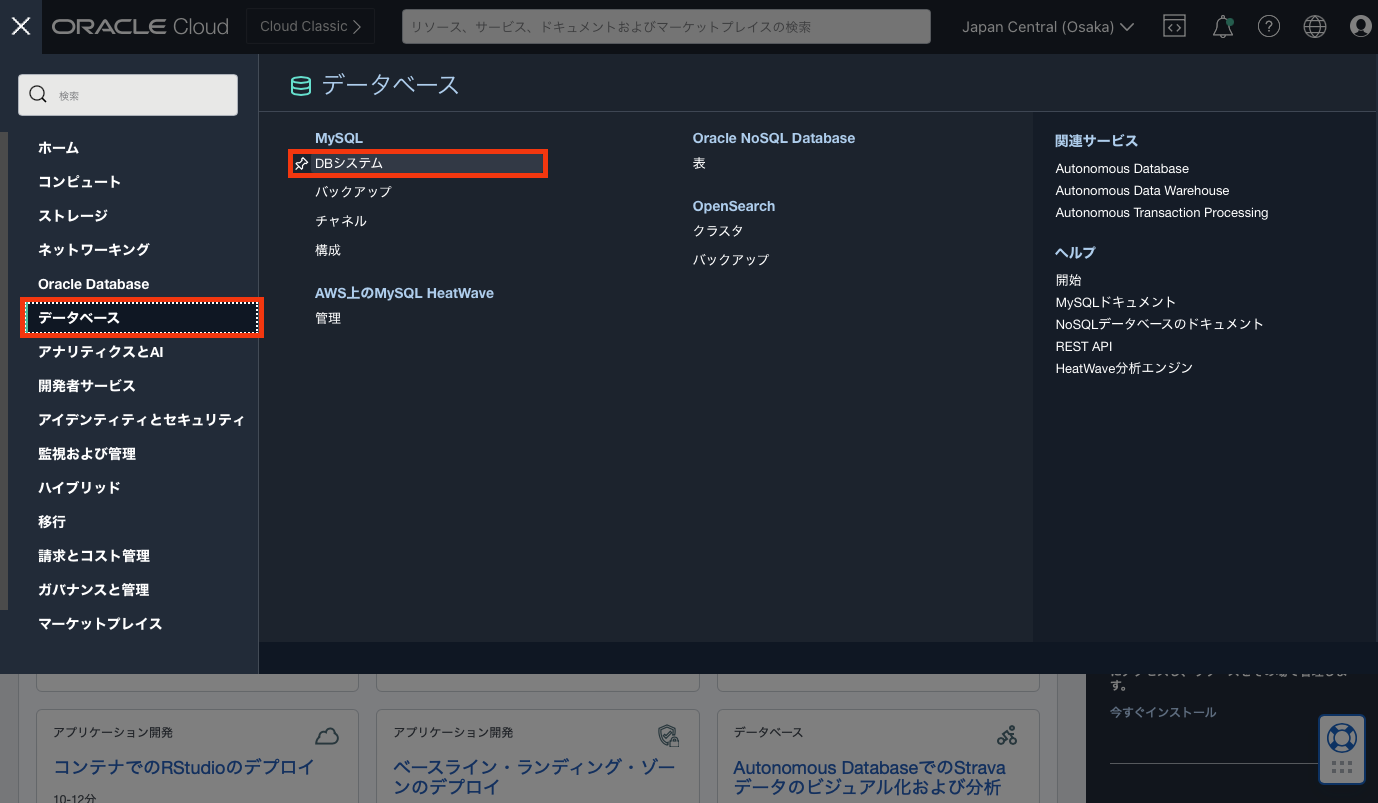 ORACLE Cloud
Cloud Classic
リソース、サービス、ドキュメントおよびマーケットプレイスの検索
Japan Central (Osaka)
検索
ホーム
コンピュート
ストレージ
ネットワーキング
Oracle Database
データベース
アナリティクスとAI
開発者サービス
アイデンティティとセキュリティ
監視および管理
ハイブリッド
移行
請求とコスト管理
ガバナンスと管理
マーケットプレイス
データベース
MySQL
DBシステム
バックアップ
チャネル
構成
AWS上のMySQL HeatWave
管理
Oracle NoSQL Database
表
OpenSearch
クラスタ
バックアップ
関連サービス
Autonomous Database
Autonomous Data Warehouse
Autonomous Transaction Processing
ヘルプ
開始
MySQLドキュメント
NoSQLデータベースのドキュメント
REST API
HeatWave分析エンジン
す。
今すぐインストール
アプリケーション開発
コンテナでのRStudioのデプロイ
10-12分
アプリケーション開発
ベースライン・ランディング・ゾー
ンのデプロイ
データベース
Autonomous DatabaseでのStrava
データのビジュアル化および分析